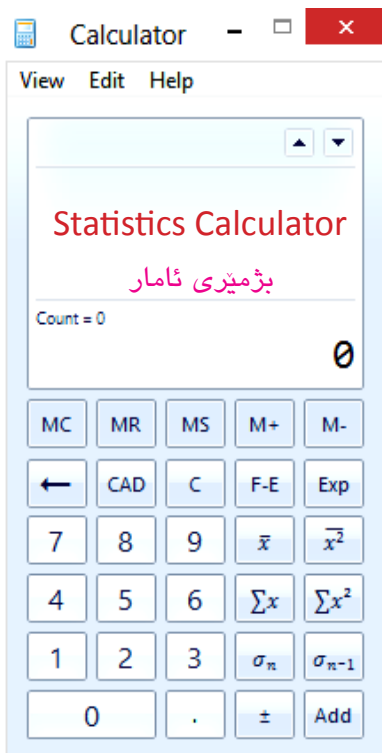 Calculator
View Edit Help
Statistics Calculator
بژمێری ئامار
Count = 0
0
MC MR MS M+ M-
← CAD C F-E Exp
7 8 9 x̄ x̄²
4 5 6 ∑x ∑x²
1 2 3 σₙ σₙ₋₁
0 . ± Add